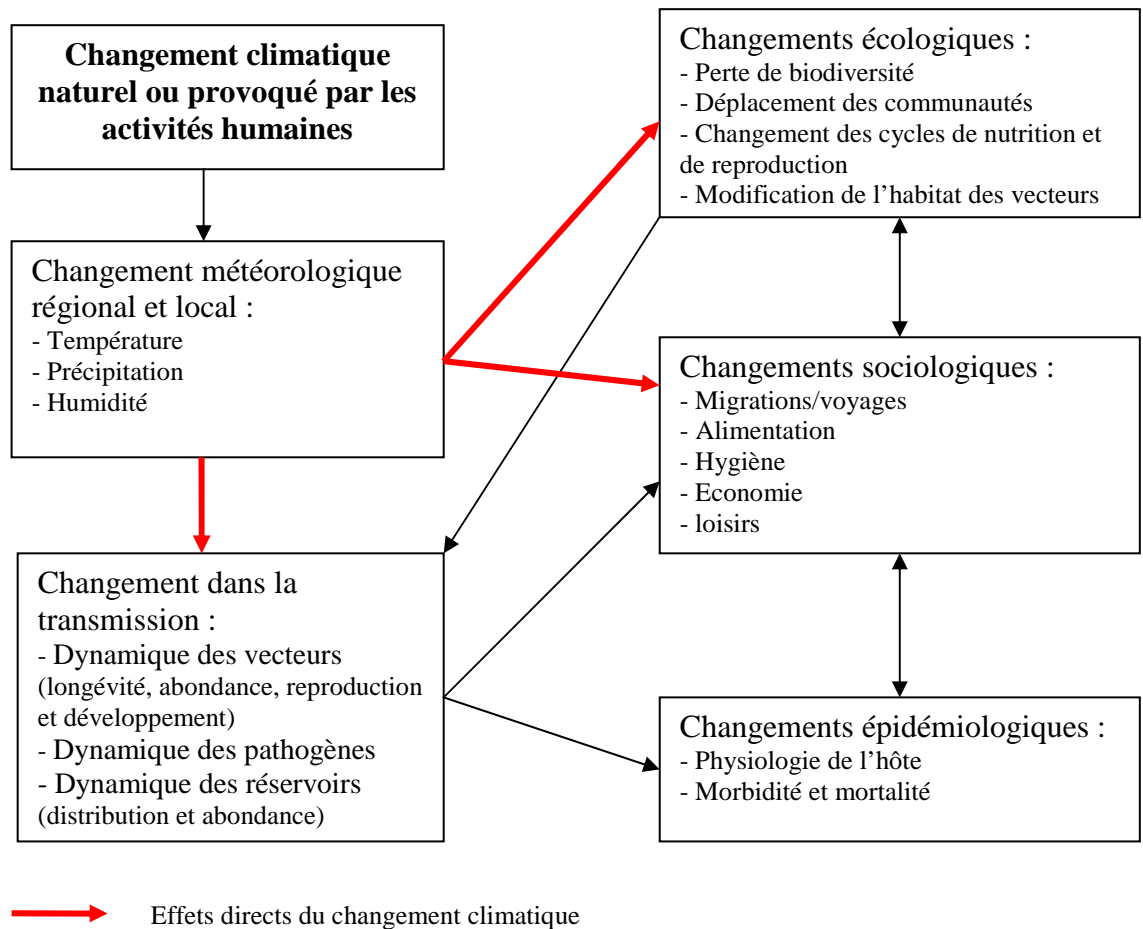 Changement climatique
naturel ou provoqué par les
activités humaines
Changement météorologique
régional et local :
- Température
- Précipitation
- Humidité
Changement dans la
transmission :
- Dynamique des vecteurs
(longévité, abondance, reproduction
et développement)
- Dynamique des pathogènes
- Dynamique des réservoirs
(distribution et abondance)
Changements écologiques :
- Perte de biodiversité
- Déplacement des communautés
- Changement des cycles de nutrition et
de reproduction
- Modification de l’habitat des vecteurs
Changements sociologiques :
- Migrations/voyages
- Alimentation
- Hygiène
- Economie
- loisirs
Changements épidémiologiques :
- Physiologie de l’hôte
- Morbidité et mortalité
Effets directs du changement climatique